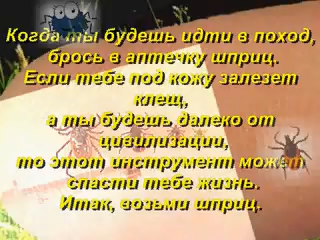 Когда ты будешь идти в поход,
брось в аптечку шприц.
Если тебе под кожу залезет
клещ,
а ты будешь далеко от
цивилизации,
то этот инструмент может
спасти тебе жизнь.
Итак, возьми шприц.